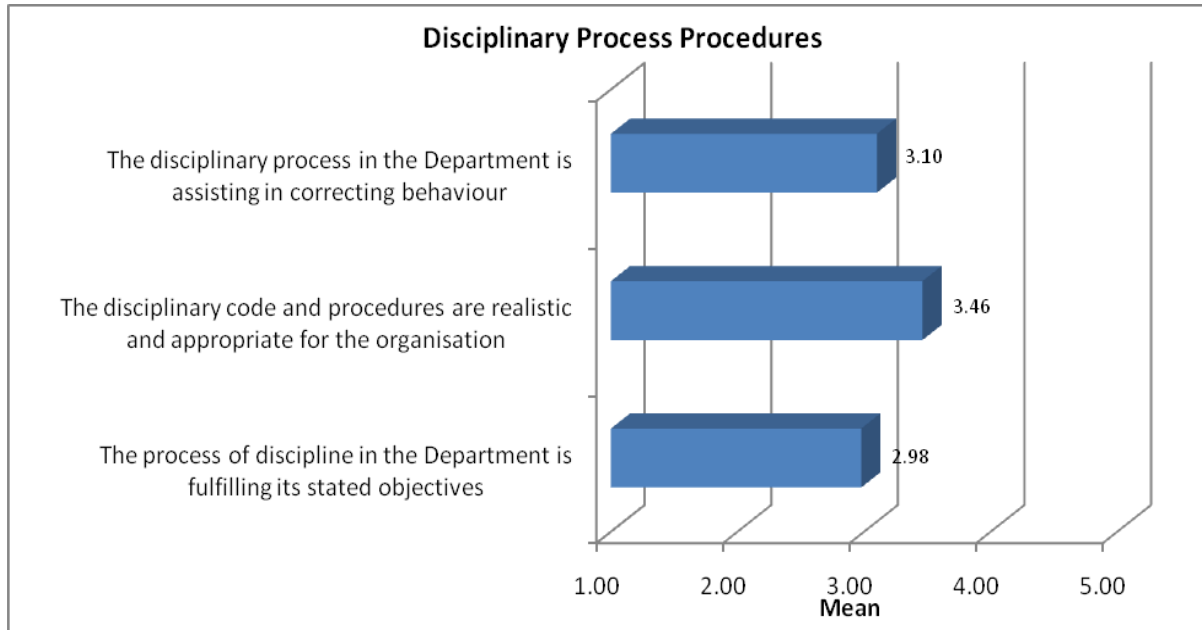 Disciplinary Process Procedures
The disciplinary process in the Department is
assisting in correcting behaviour
3.10
The disciplinary code and procedures are realistic
and appropriate for the organisation
3.46
The process of discipline in the Department is
fulfilling its stated objectives
2.98
1.00 2.00 3.00 4.00 5.00
Mean